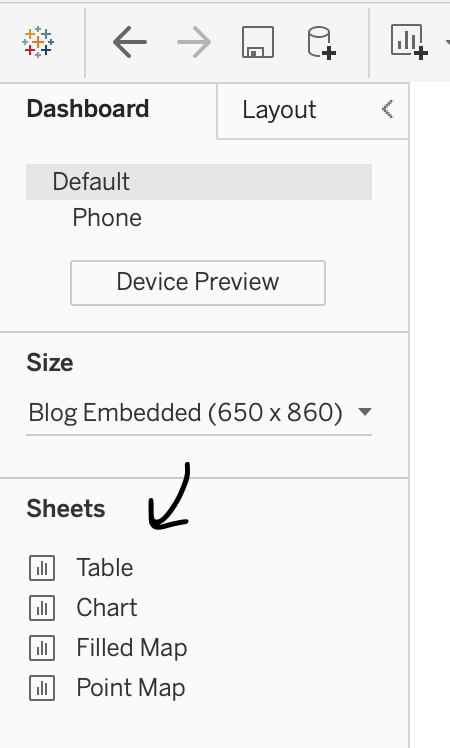 Dashboard Layout
Default
Phone
Device Preview
Size
Blog Embedded (650 x 860)
Sheets
Table
Chart
Filled Map
Point Map